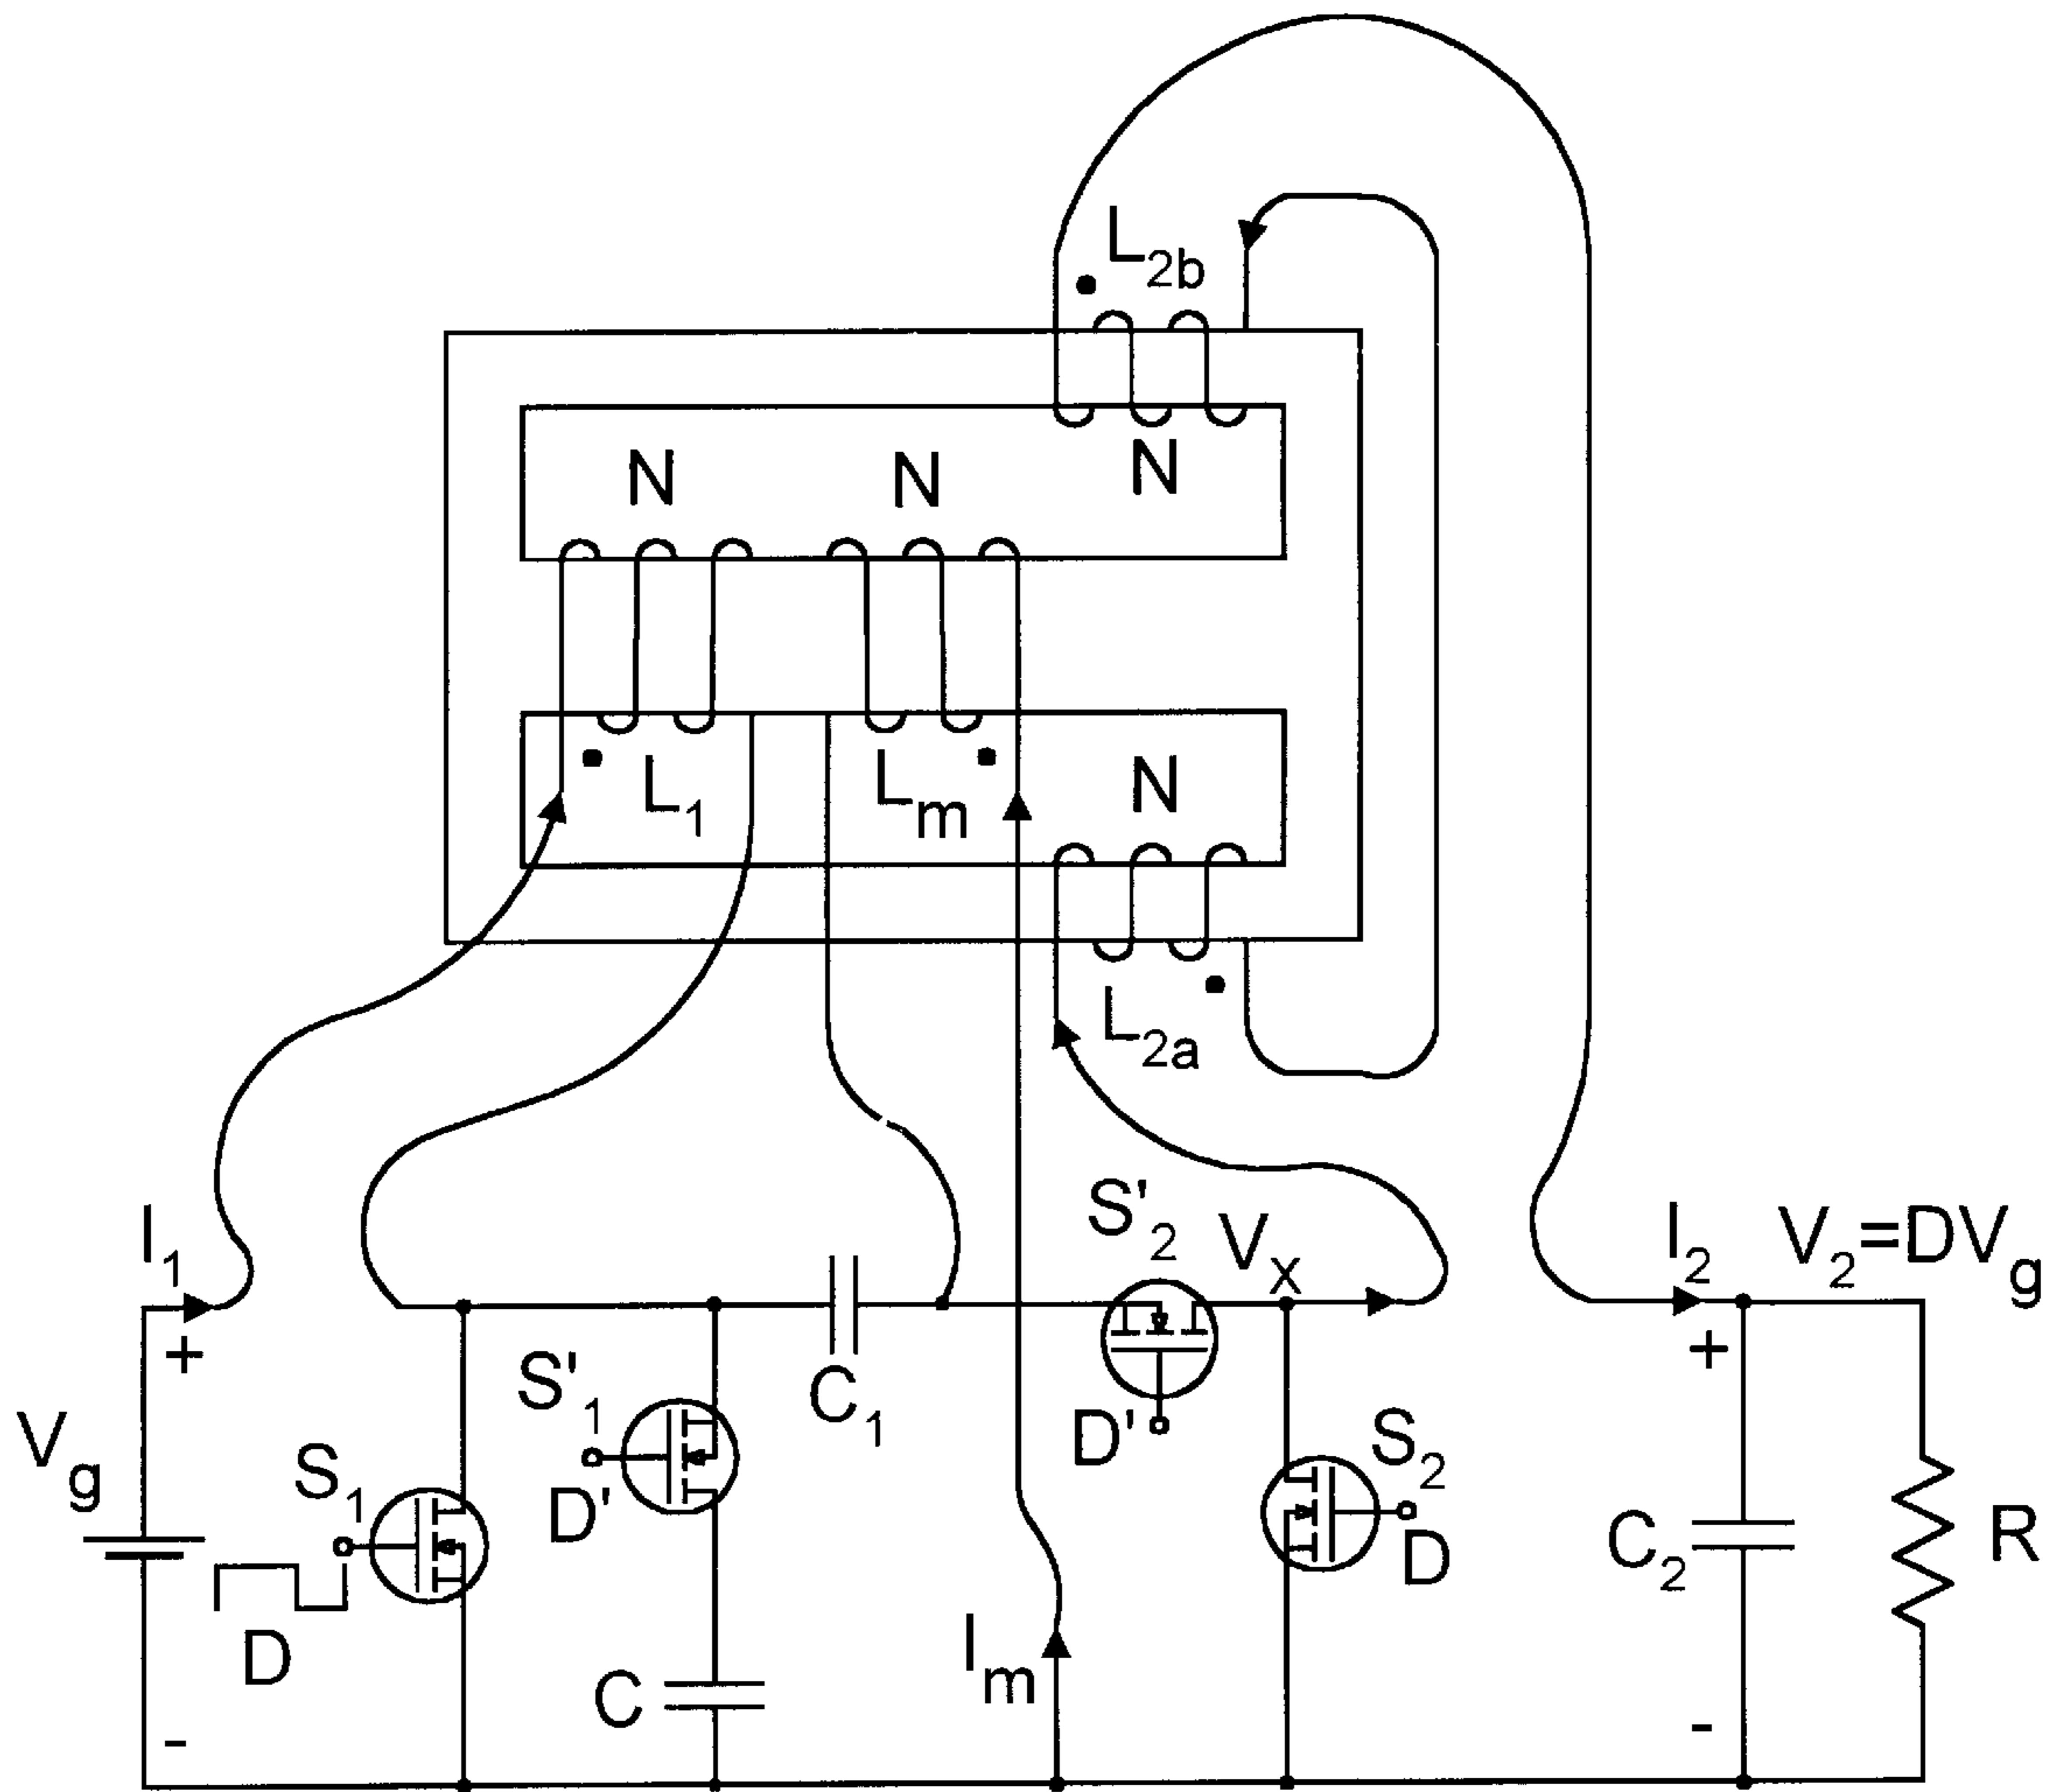 L2b
N N N
L1 Lm N
L2a
I1
+
S'2 Vx
I2 V2=DVg
+
S'1
C1
D'
Vg
S1
D'
S2
D
C2
R
D
C
Im
-
-